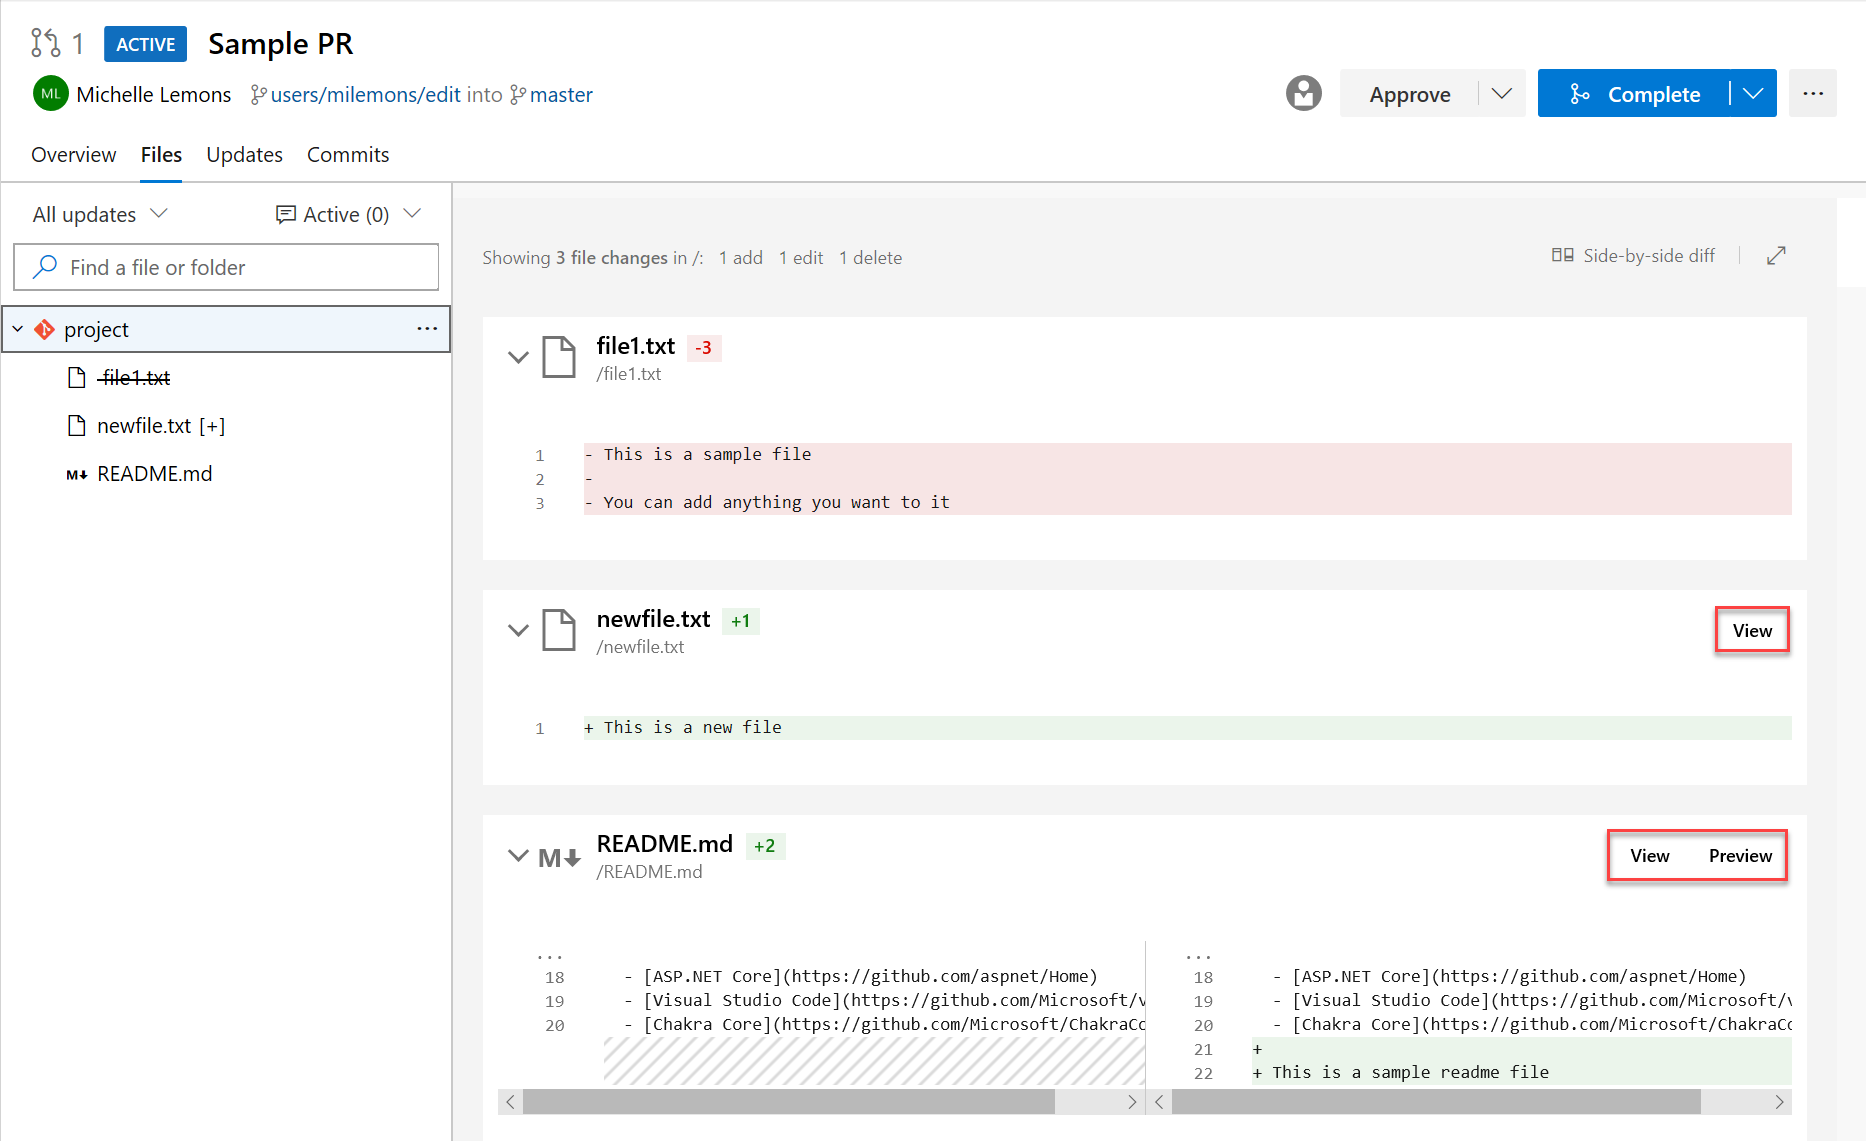 1 ACTIVE Sample PR
ML Michelle Lemons users/milemons/edit into master
Approve Complete ...
Overview Files Updates Commits
All updates Active (0)
Find a file or folder
project ...
file1.txt
newfile.txt [+]
M↓ README.md
Showing 3 file changes in /: 1 add 1 edit 1 delete
Side-by-side diff
file1.txt -3
/file1.txt
1 - This is a sample file
2 -
3 - You can add anything you want to it
newfile.txt +1
/newfile.txt
View
1 + This is a new file
M↓ README.md +2
/README.md
View Preview
...
18 - [ASP.NET Core](https://github.com/aspnet/Home)
19 - [Visual Studio Code](https://github.com/Microsoft/v
20 - [Chakra Core](https://github.com/Microsoft/ChakraCo
...
18 - [ASP.NET Core](https://github.com/aspnet/Home)
19 - [Visual Studio Code](https://github.com/Microsoft/v
20 - [Chakra Core](https://github.com/Microsoft/ChakraCo
21 +
22 + This is a sample readme file